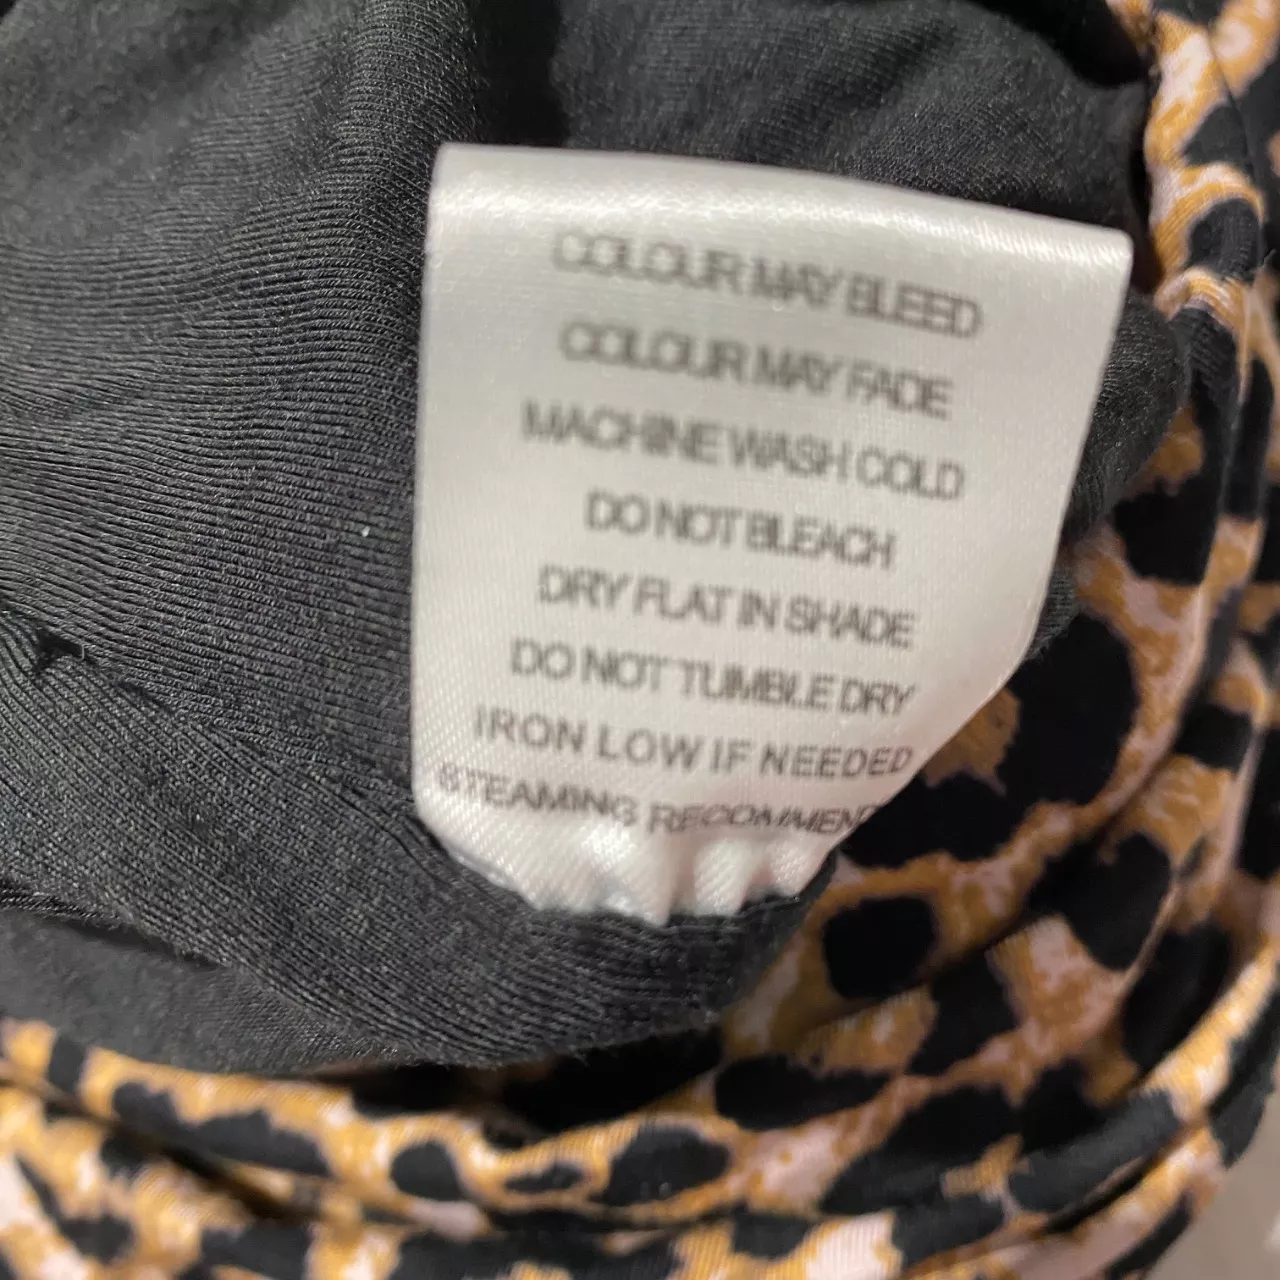 COLOUR MAY BLEED
COLOUR MAY FADE
MACHINE WASH COLD
DO NOT BLEACH
DRY FLAT IN SHADE
DO NOT TUMBLE DRY
IRON LOW IF NEEDED
STEAMING RECOMMEN